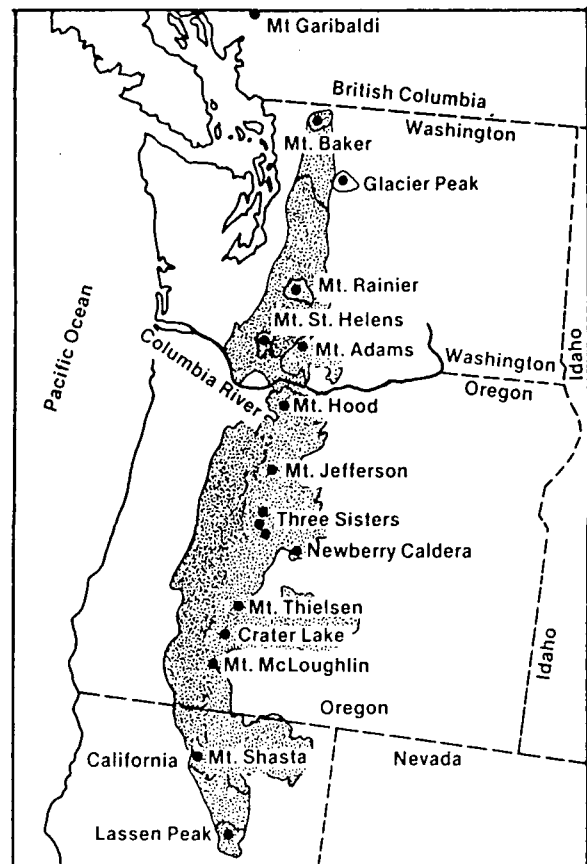 Mt Garibaldi
British Columbia
Washington
Mt. Baker
Glacier Peak
Mt. Rainier
Mt. St. Helens
Mt. Adams
Pacific Ocean
Columbia River
Washington
Oregon
Idaho
Mt. Hood
Mt. Jefferson
Three Sisters
Newberry Caldera
Mt. Thielsen
Crater Lake
Mt. McLoughlin
Idaho
Oregon
California
Mt. Shasta
Nevada
Lassen Peak